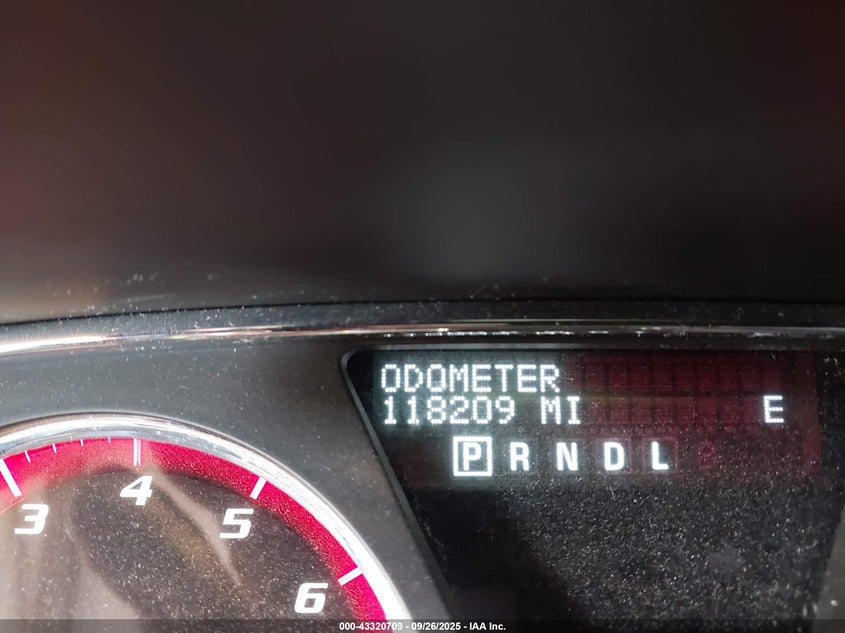 ODOMETER
118209 MI E
P R N D L
3 4 5 6
000-43320709 - 09/26/2025 - IAA Inc.